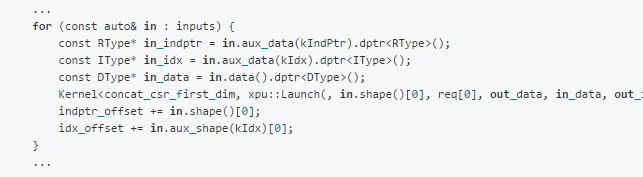 ...
for (const auto& in : inputs) {
const RType* in_indptr = in.aux_data(kIndPtr).dptr<RType>();
const IType* in_idx = in.aux_data(kIdx).dptr<IType>();
const DType* in_data = in.data().dptr<DType>();
Kernel<concat_csr_first_dim, xpu::Launch(, in.shape()[0], req[0], out_data, in_data, out_i
indptr_offset += in.shape()[0];
idx_offset += in.aux_shape(kIdx)[0];
}
...